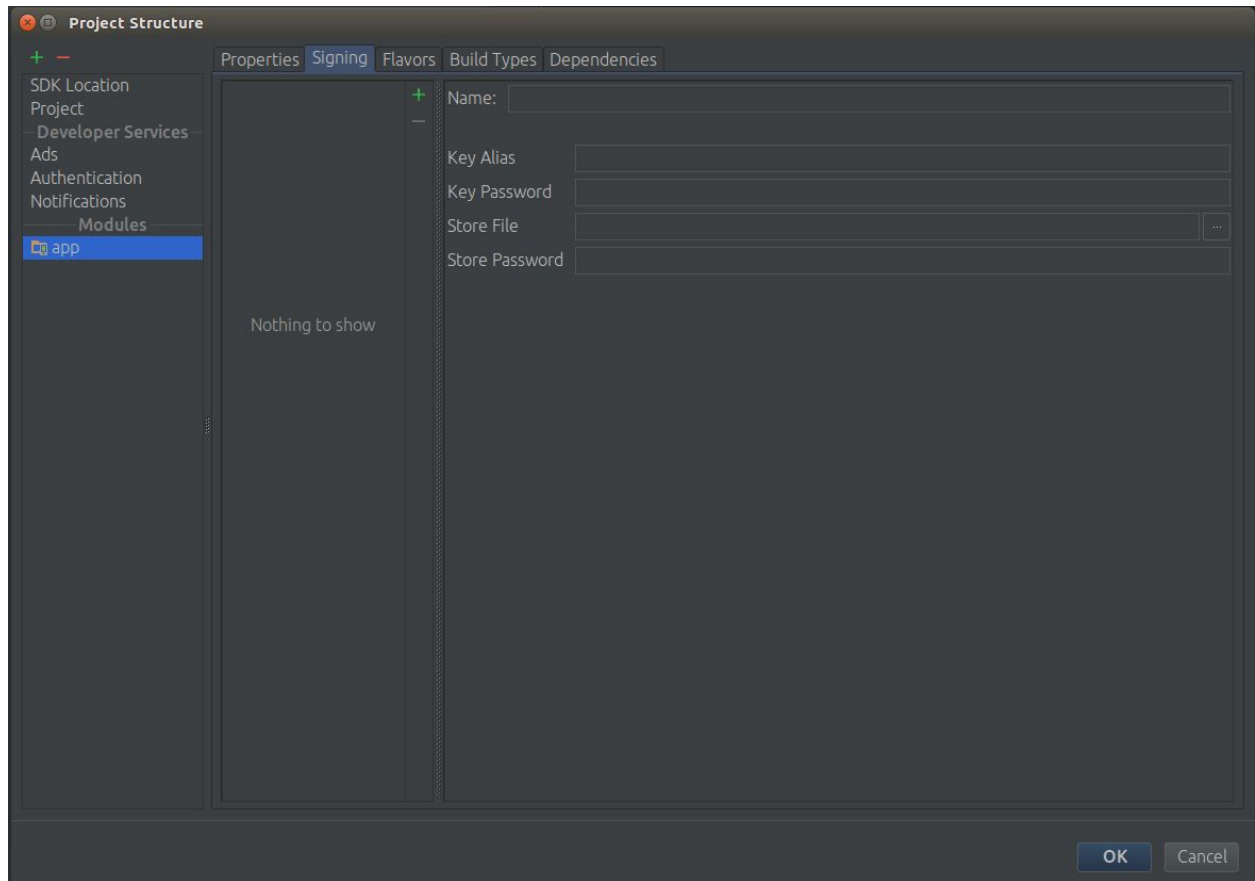 Project Structure
Properties Signing Flavors Build Types Dependencies
SDK Location
Project
Developer Services
Ads
Authentication
Notifications
Modules
app
Nothing to show
Name:
Key Alias
Key Password
Store File
...
Store Password
OK Cancel